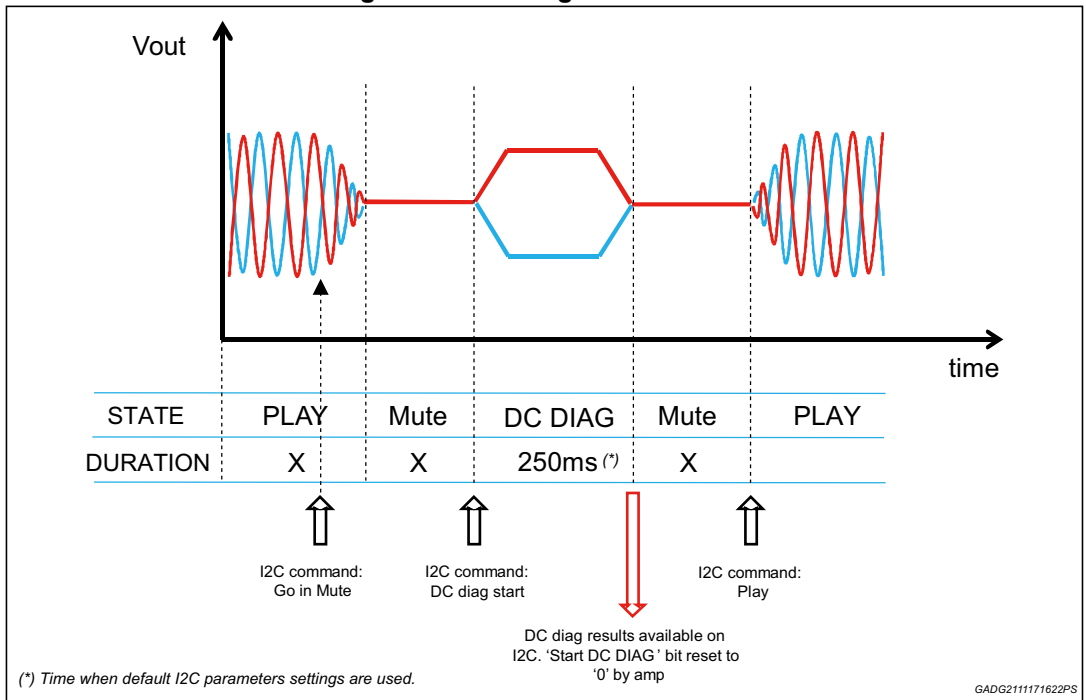 Vout
time
STATE PLAY Mute DC DIAG Mute PLAY
DURATION X X 250ms (*) X
I2C command:
Go in Mute
I2C command:
DC diag start
I2C command:
Play
DC diag results available on
I2C. ‘Start DC DIAG’ bit reset to
‘0’ by amp
(*) Time when default I2C parameters settings are used.
GADG2111171622PS